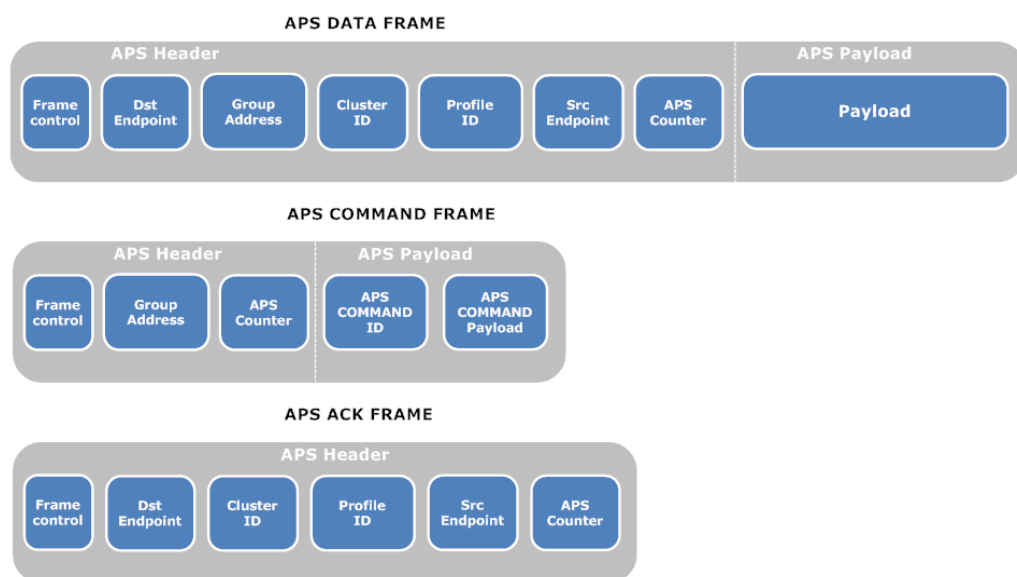 APS DATA FRAME
APS Header
APS Payload
Frame
control
Dst
Endpoint
Group
Address
Cluster
ID
Profile
ID
Src
Endpoint
APS
Counter
Payload
APS COMMAND FRAME
APS Header
APS Payload
Frame
control
Group
Address
APS
Counter
APS
COMMAND
ID
APS
COMMAND
Payload
APS ACK FRAME
APS Header
Frame
control
Dst
Endpoint
Cluster
ID
Profile
ID
Src
Endpoint
APS
Counter